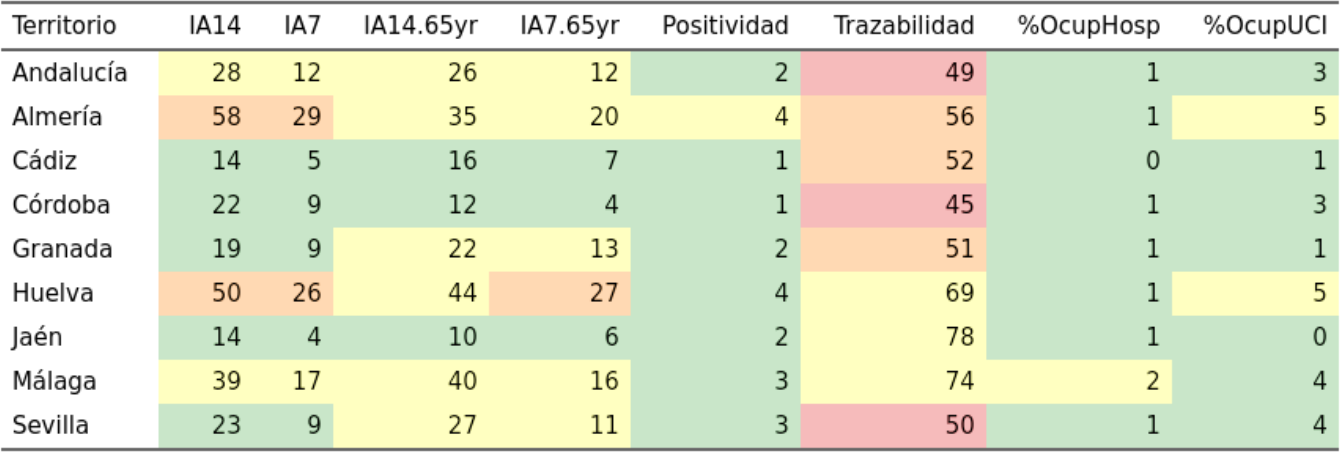 Territorio IA14 IA7 IA14.65yr IA7.65yr Positividad Trazabilidad %OcupHosp %OcupUCI
Andalucía 28 12 26 12 2 49 1 3
Almería 58 29 35 20 4 56 1 5
Cádiz 14 5 16 7 1 52 0 1
Córdoba 22 9 12 4 1 45 1 3
Granada 19 9 22 13 2 51 1 1
Huelva 50 26 44 27 4 69 1 5
Jaén 14 4 10 6 2 78 1 0
Málaga 39 17 40 16 3 74 2 4
Sevilla 23 9 27 11 3 50 1 4